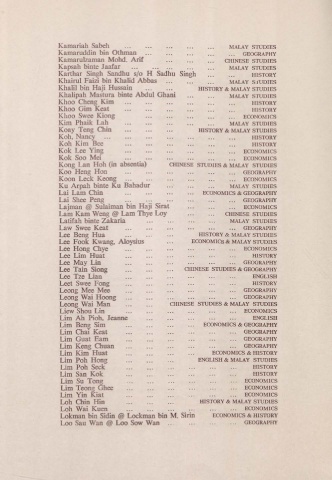 Kamariah Sabeh ... ... ... ... ... MALAY STUDIES
Kamaruddin bin Othman ... ... ... ... GEOGRAPHY
Kamarulzaman Mohd. Arif ... ... ... CHINESE STUDIES
Kapsah binte Jaafar ... ... ... ... MALAY STUDIES
Karthar Singh Sandhu s/o H Sadhu Singh ... ... HISTORY
Khairul Faizi bin Khalid Abbas ... ... ... MALAY STUDIES
Khalil bin Haji Hussain ... ... HISTORY & MALAY STUDIES
Khalipah Mastura binte Abdul Ghani ... ... MALAY STUDIES
Khoo Cheng Kim ... ... ... ... ... HISTORY
Khoo Gim Keat ... ... ... ... ... HISTORY
Khoo Swee Kiong ... ... ... ... ... ECONOMICS
Kim Phaik Lah ... ... ... ... ... MALAY STUDIES
Koay Teng Chin ... ... ... HISTORY & MALAY STUDIES
Koh, Nancy ... ... ... ... ... HISTORY
Koh Kim Bee ... ... ... ... ... HISTORY
Kok Lee Ying ... ... ... ... ... ECONOMICS
Kok Soo Mei ... ... ... ... ... ECONOMICS
Kong Lan Hoh (in absentia) ... CHINESE STUDIES & MALAY STUDIES
Koo Heng Hou ... ... ... ... ... GEOGRAPHY
Koon Leck Keong ... ... ... ... ... ECONOMICS
Ku Arpah binte Ku Bahadur ... ... ... MALAY STUDIES
Lai Lam Chin ... ... ... ECONOMICS & GEOGRAPHY
Lai Shee Peng ... ... ... ... ... GEOGRAPHY
Lajman @ Sulaiman bin Haji Sirat ... ... ... ECONOMICS
Lam Kam Weng @ Lam Thye Loy ... ... CHINESE STUDIES
Latifah binte Zakaria ... ... ... ... MALAY STUDIES
Law Swee Keat ... ... ... ... ... GEOGRAPHY
Lee Beng Hua ... ... ... HISTORY & MALAY STUDIES
Lee Fook Kwang, Aloysius ... ... ECONOMICS & MALAY STUDIES
Lee Hong Chye ... ... ... ... ... ECONOMICS
Lee Lim Huat ... ... ... ... ... HISTORY
Lee May Lin ... ... ... ... ... GEOGRAPHY
Lee Tain Siong ... ... ... CHINESE STUDIES & GEOGRAPHY
Lee Tze Lian ... ... ... ... ... ENGLISH
Leet Swee Fong ... ... ... ... ... HISTORY
Leong Mee Mee ... ... ... ... ... GEOGRAPHY
Leong Wai Hoong ... ... ... ... ... GEOGRAPHY
Leong Wai Man ... ... CHINESE STUDIES & MALAY STUDIES
Liew Shou Lin ... ... ... ... ... ECONOMICS
Lim Ah Pioh, Jeanne ... ... ... ... ENGLISH
Lim Beng Sim ... ... ... ECONOMICS & GEOGRAPHY
Lim Chai Keat ... ... ... ... ... GEOGRAPHY
Lim Guat Eam ... ... ... ... ... GEOGRAPHY
Lim Keng Chuan ... ... ... ... ... GEOGRAPHY
Lim Kim Huat ... ... ... ... ECONOMICS & HISTORY
Lim Poh Hong ... ... ... ENGLISH & MALAY STUDIES
Lim Poh Seck ... ... ... ... ... HISTORY
Lim San Kok ... ... ... ... ... HISTORY
Lim Su Tong ... ... ... ... ... ECONOMICS
Lim Teong Ghee ... ... ... ... ... ECONOMICS
Lim Yin Kiat ... ... ... ... ... ECONOMICS
Loh Chin Hin ... ... ... HISTORY & MALAY STUDIES
Loh Wai Kum ... ... ... ... ... ECONOMICS
Lokman bin Sidin @ Lockman bin M. Sirin ... ECONOMICS & HISTORY
Loo Sau Wan @ Loo Sow Wan ... ... ... GEOGRAPHY